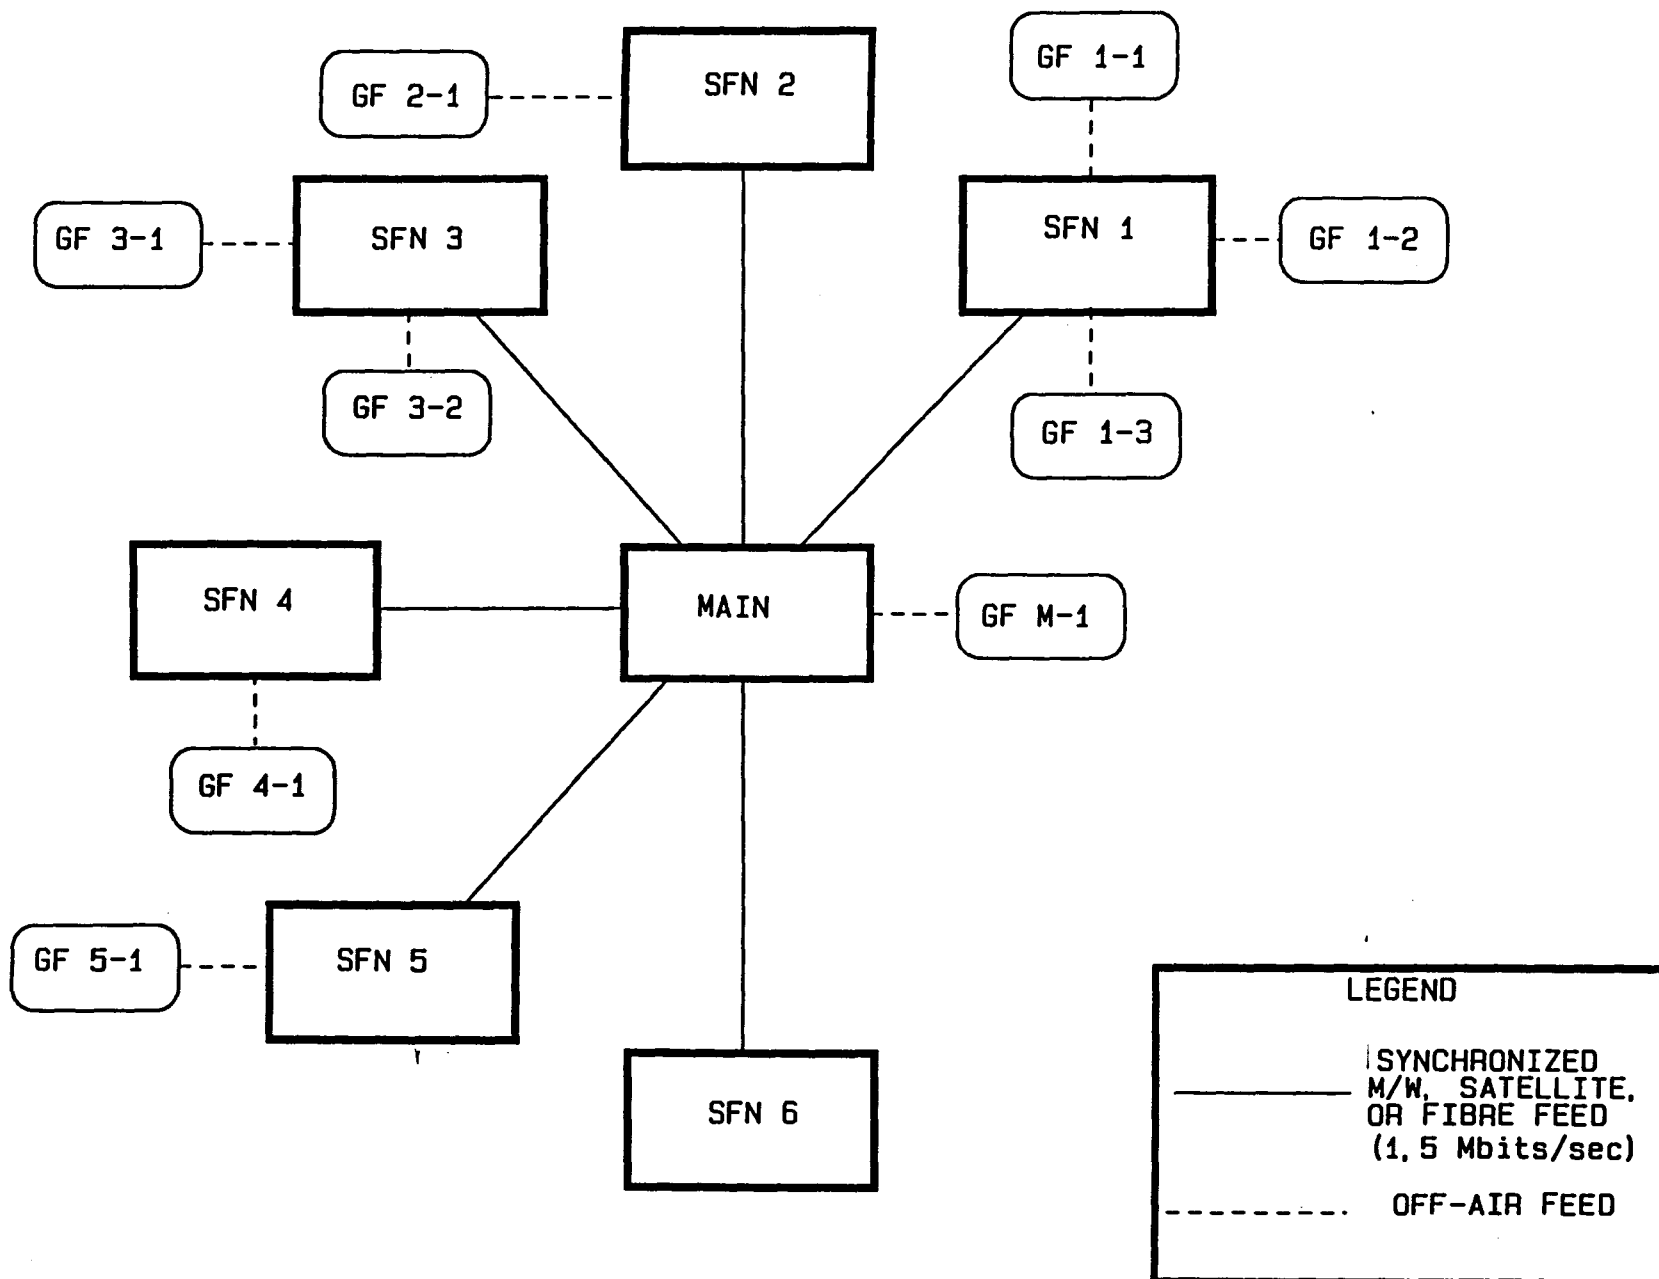 GF 1-1
SFN 2
GF 2-1
SFN 1
SFN 3
GF 3-1
GF 1-2
GF 3-2
GF 1-3
SFN 4
MAIN
GF M-1
GF 4-1
GF 5-1
SFN 5
LEGEND
SYNCHRONIZED
M/W, SATELLITE,
OR FIBRE FEED
(1,5 Mbits/sec)
SFN 6
OFF-AIR FEED